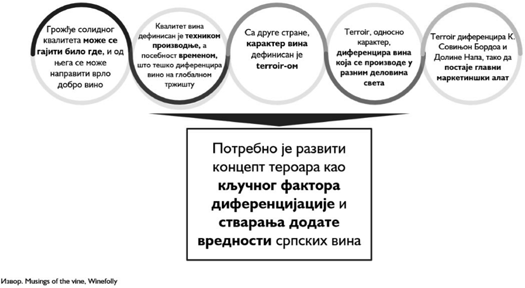 Грожђе солидног
квалитета може се
гајити било где, и од
њега се може
направити врло
добро вино
Квалитет вина
дефинисан је техником
производње, а
посебност временом,
што тешко диференцира
вино на глобалном
тржишту
Са друге стране,
карактер вина
дефинисан је
terroir-ом
Terroir, односно
карактер,
диференцира вина
која се производе у
разним деловима
света
Terroir диференцира К.
Совињон Бордоа и
Долине Напа, тако да
постаје главни
маркетиншки алат
Потребно је развити
концепт тероара као
кључног фактора
диференцијације и
стварања додате
вредности српских вина
Извор. Musings of the vine, Winefolly